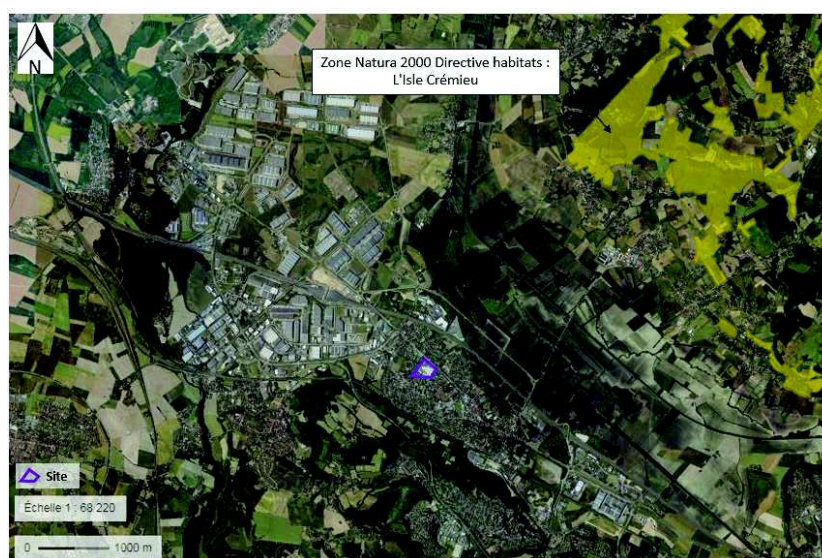 N
Zone Natura 2000 Directive habitats :
L'Isle Crémieu
Site
Échelle 1 : 68 220
0 1000 m